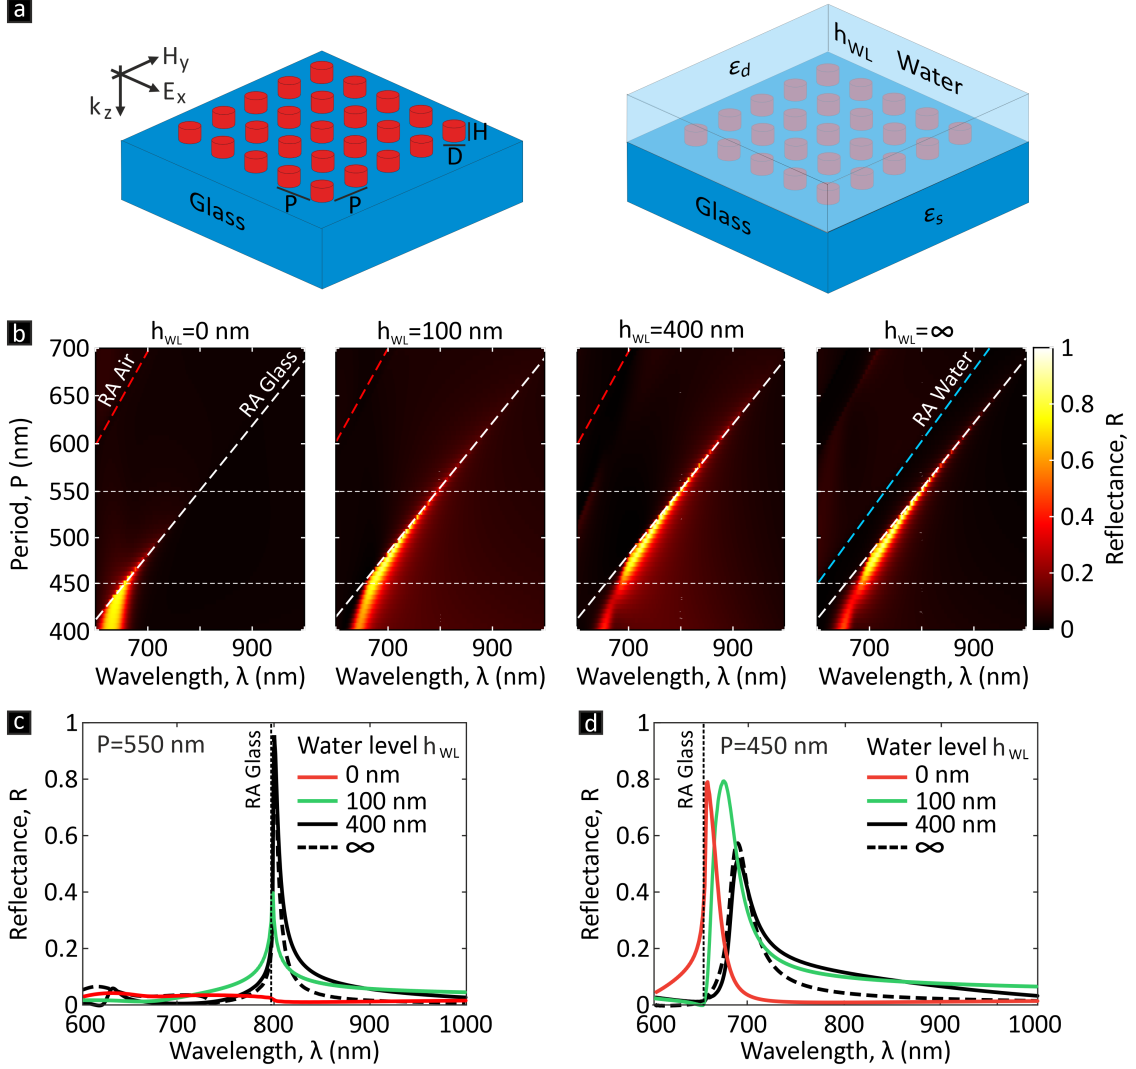 a
H_y
E_x
k_z
H
D
P
P
Glass
h_WL
Water
ε_d
Glass
ε_s
b
h_WL=0 nm
h_WL=100 nm
h_WL=400 nm
h_WL=∞
Period, P (nm)
700
650
600
550
500
450
400
RA Air
RA Glass
RA Water
700 900
700 900
700 900
700 900
Wavelength, λ (nm)
Wavelength, λ (nm)
Wavelength, λ (nm)
Wavelength, λ (nm)
1
0.8
0.6
0.4
0.2
0
Reflectance, R
c
P=550 nm
RA Glass
Water level h_WL
0 nm
100 nm
400 nm
∞
Reflectance, R
1
0.8
0.6
0.4
0.2
0
600 700 800 900 1000
Wavelength, λ (nm)
d
RA Glass
P=450 nm
Water level h_WL
0 nm
100 nm
400 nm
∞
Reflectance, R
1
0.8
0.6
0.4
0.2
0
600 700 800 900 1000
Wavelength, λ (nm)